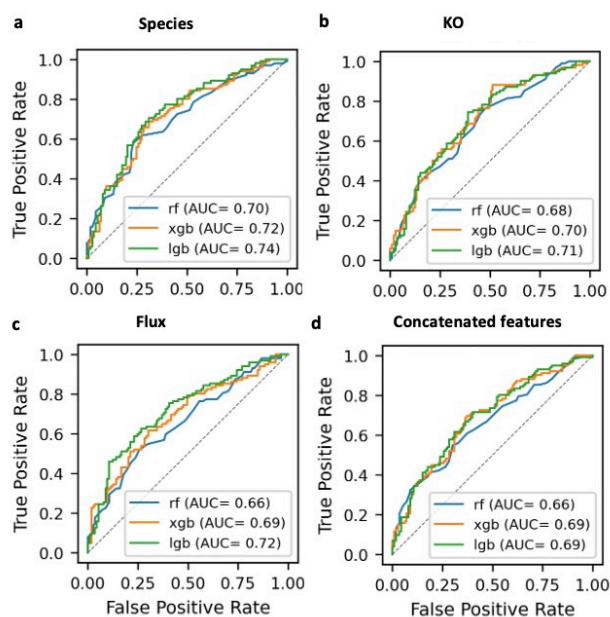 a Species
True Positive Rate
1.0
0.8
0.6
0.4
0.2
0.0
rf (AUC= 0.70)
xgb (AUC= 0.72)
lgb (AUC= 0.74)
0.00 0.25 0.50 0.75 1.00
b KO
True Positive Rate
1.0
0.8
0.6
0.4
0.2
0.0
rf (AUC= 0.68)
xgb (AUC= 0.70)
lgb (AUC= 0.71)
0.00 0.25 0.50 0.75 1.00
c Flux
True Positive Rate
1.0
0.8
0.6
0.4
0.2
0.0
rf (AUC= 0.66)
xgb (AUC= 0.69)
lgb (AUC= 0.72)
0.00 0.25 0.50 0.75 1.00
False Positive Rate
d Concatenated features
True Positive Rate
1.0
0.8
0.6
0.4
0.2
0.0
rf (AUC= 0.66)
xgb (AUC= 0.69)
lgb (AUC= 0.69)
0.00 0.25 0.50 0.75 1.00
False Positive Rate